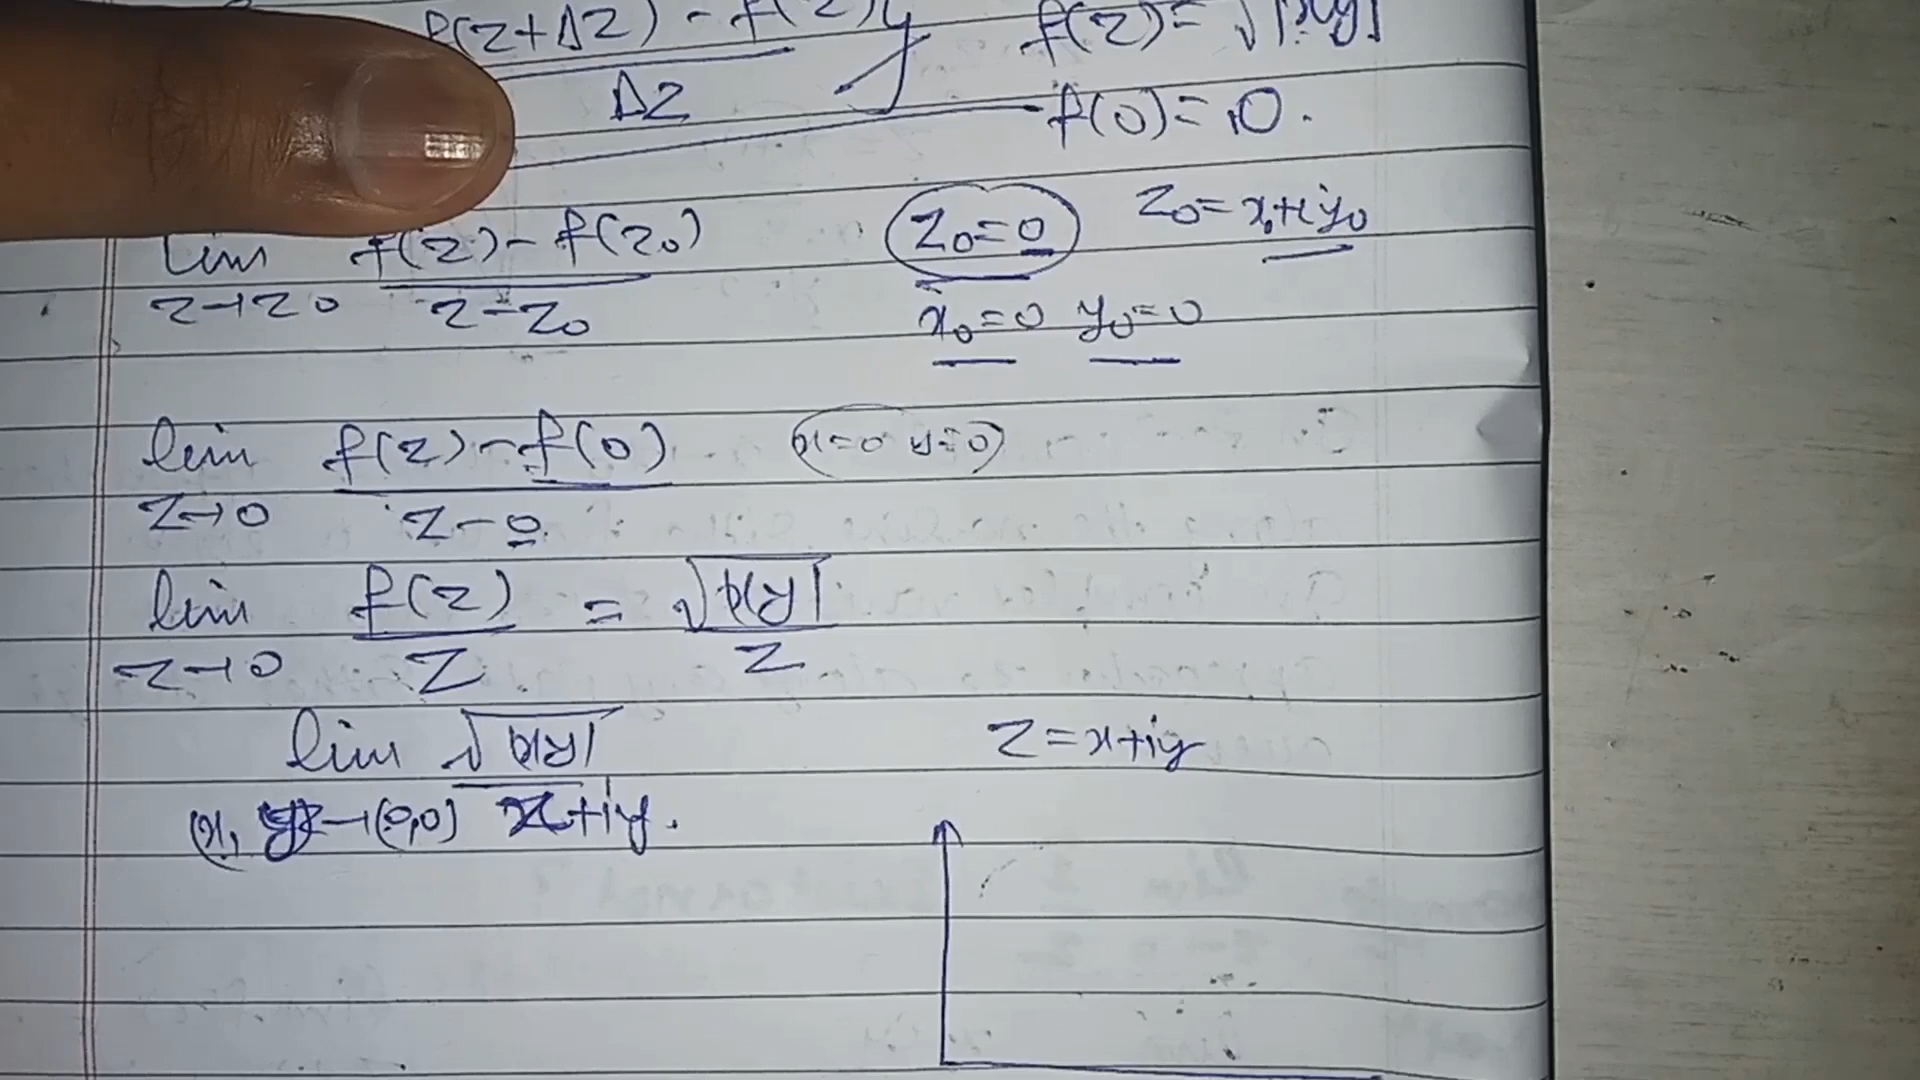 f(z+Δz) - f(z) y f(z) = √|xy|
Δz
f(0) = 0.
lim f(z) - f(z0) z0=0 z0 = x0+iy0
z→z0 z-z0 x0=0 y0=0
lim f(z) - f(0) (x=0 y=0)
z→0 z-0
lim f(z) = √|xy|
z→0 z z
lim √|xy| z = x+iy
(x, y)→(0,0) x+iy.